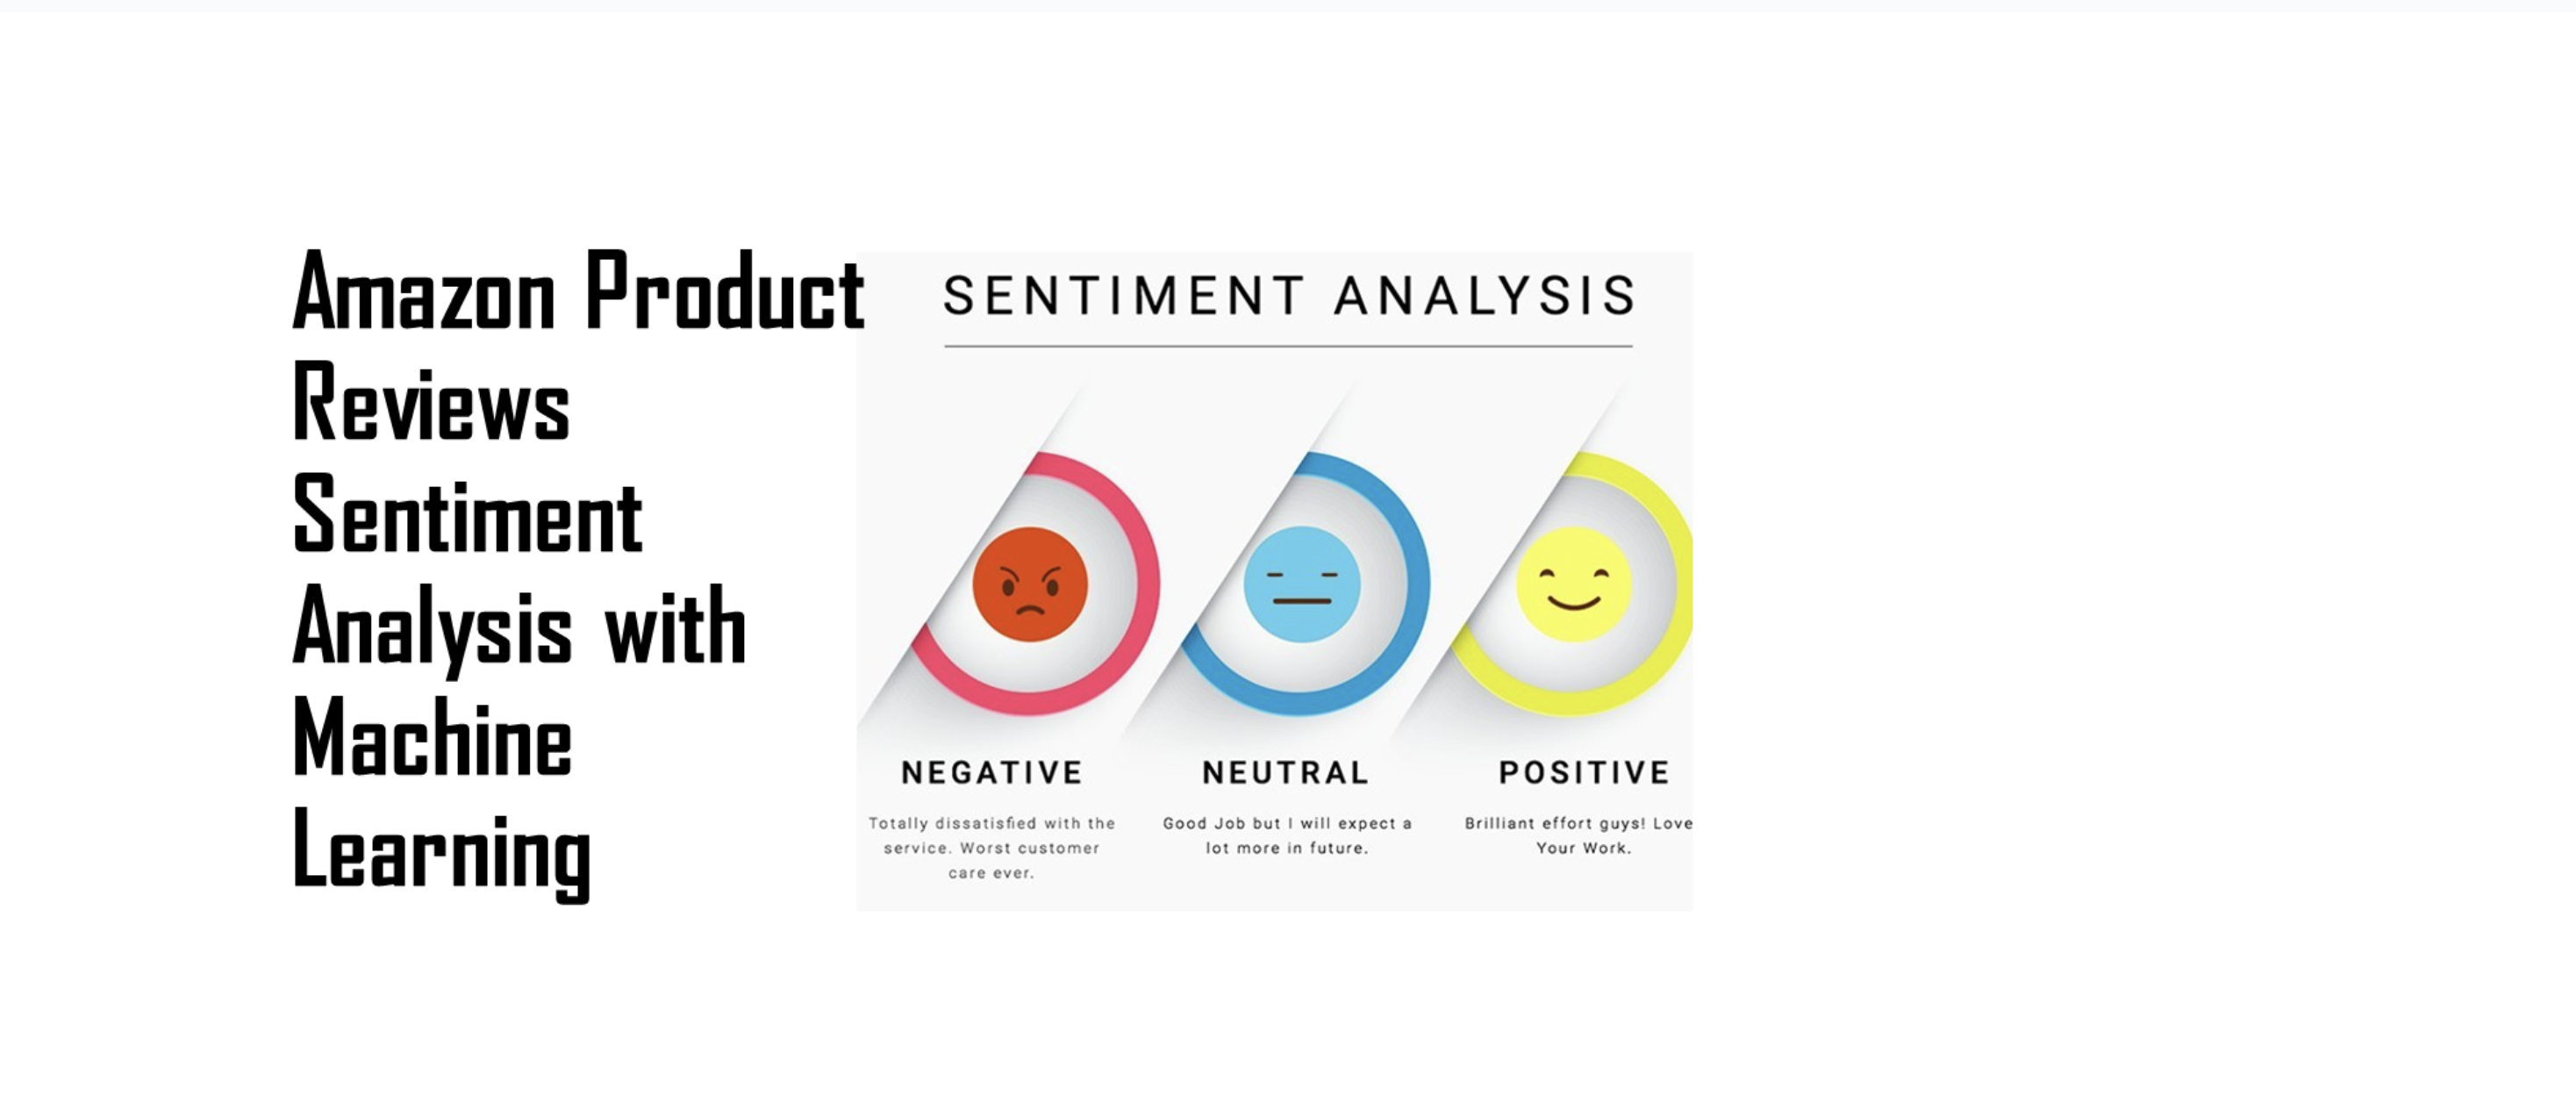 Amazon Product
Reviews
Sentiment
Analysis with
Machine
Learning
SENTIMENT ANALYSIS
NEGATIVE
Totally dissatisfied with the
service. Worst customer
care ever.
NEUTRAL
Good Job but I will expect a
lot more in future.
POSITIVE
Brilliant effort guys! Love
Your Work.